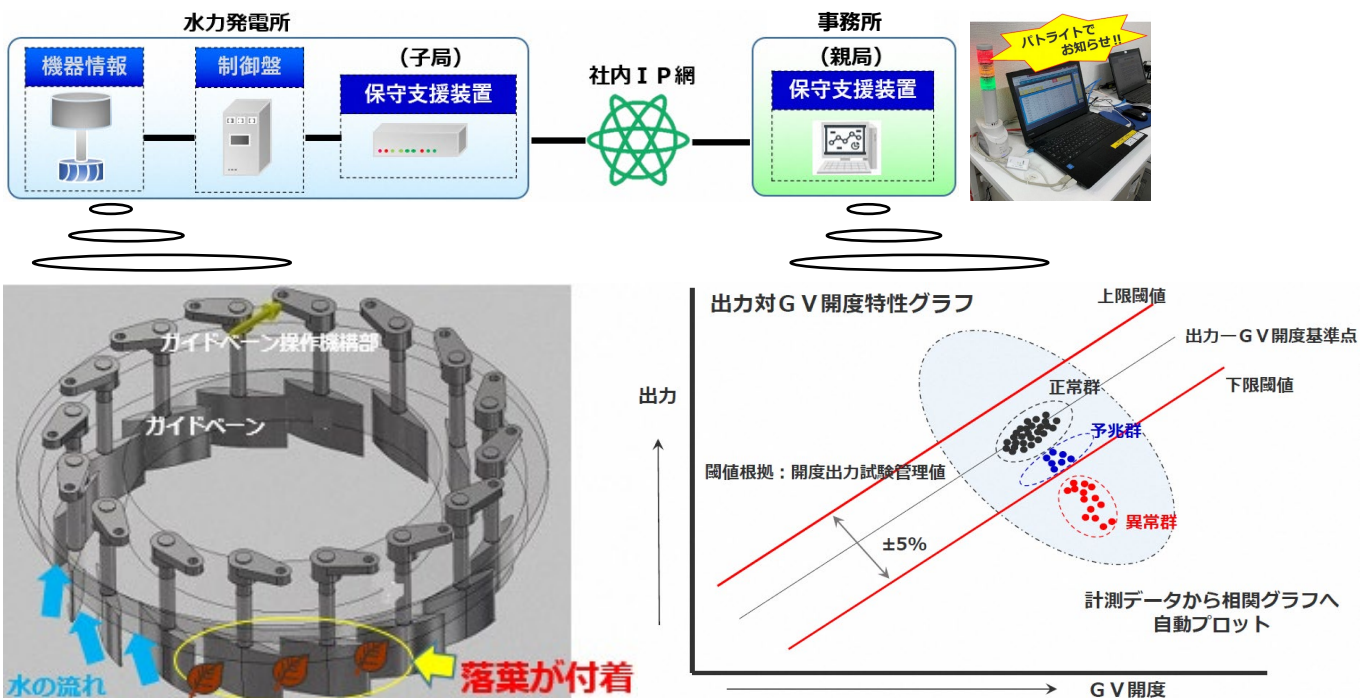 水力発電所
機器情報
制御盤
（子局）
保守支援装置
社内ＩＰ網
事務所
（親局）
保守支援装置
パトライトで
お知らせ!!
ガイドベーン操作機構部
ガイドベーン
水の流れ
落葉が付着
出力対ＧＶ開度特性グラフ
上限閾値
出力ーＧＶ開度基準点
下限閾値
正常群
予兆群
異常群
出力
閾値根拠：開度出力試験管理値
±5%
計測データから相関グラフへ
自動プロット
ＧＶ開度